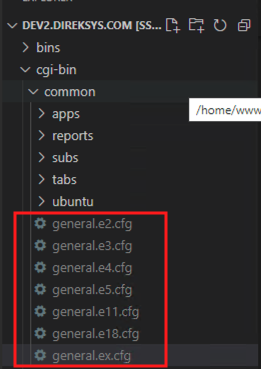 DEV2.DIREKSYS.COM [SS...
bins
cgi-bin
common
apps
/home/www
reports
subs
tabs
ubuntu
general.e2.cfg
general.e3.cfg
general.e4.cfg
general.e5.cfg
general.e11.cfg
general.e18.cfg
general.ex.cfg